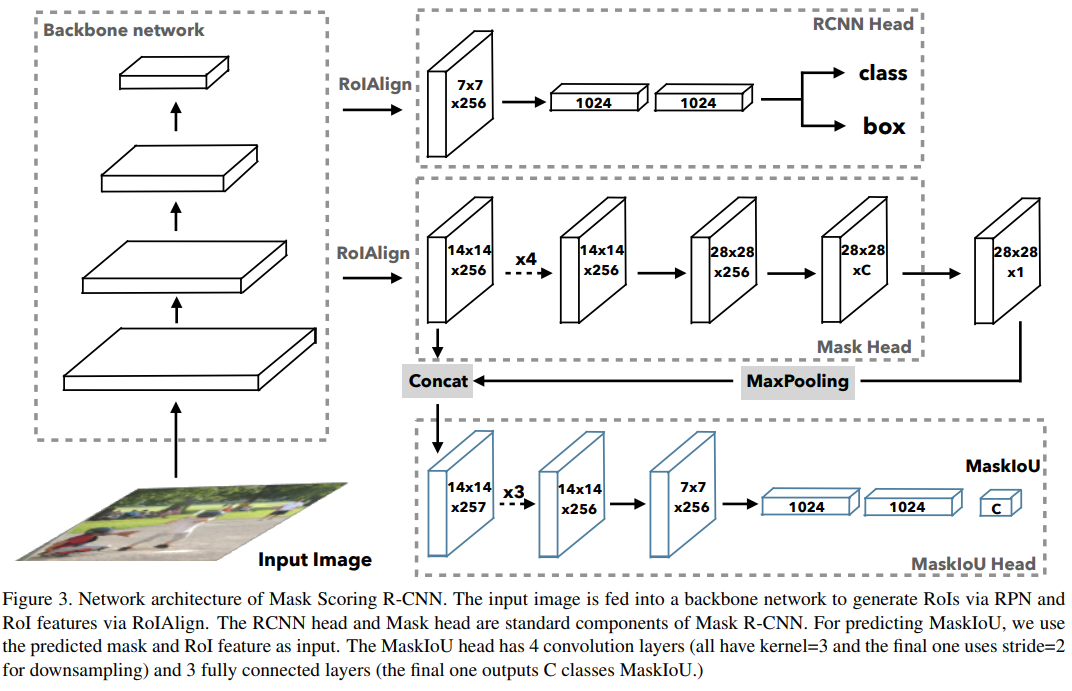 Backbone network
RCNN Head
RoIAlign
7x7
x256
1024
1024
class
box
RoIAlign
14x14
x256
x4
14x14
x256
28x28
x256
28x28
xC
28x28
x1
Mask Head
Concat
MaxPooling
14x14
x257
x3
14x14
x256
7x7
x256
1024
1024
MaskIoU
C
MaskIoU Head
Input Image
Figure 3. Network architecture of Mask Scoring R-CNN. The input image is fed into a backbone network to generate RoIs via RPN and
RoI features via RoIAlign. The RCNN head and Mask head are standard components of Mask R-CNN. For predicting MaskIoU, we use
the predicted mask and RoI feature as input. The MaskIoU head has 4 convolution layers (all have kernel=3 and the final one uses stride=2
for downsampling) and 3 fully connected layers (the final one outputs C classes MaskIoU.)